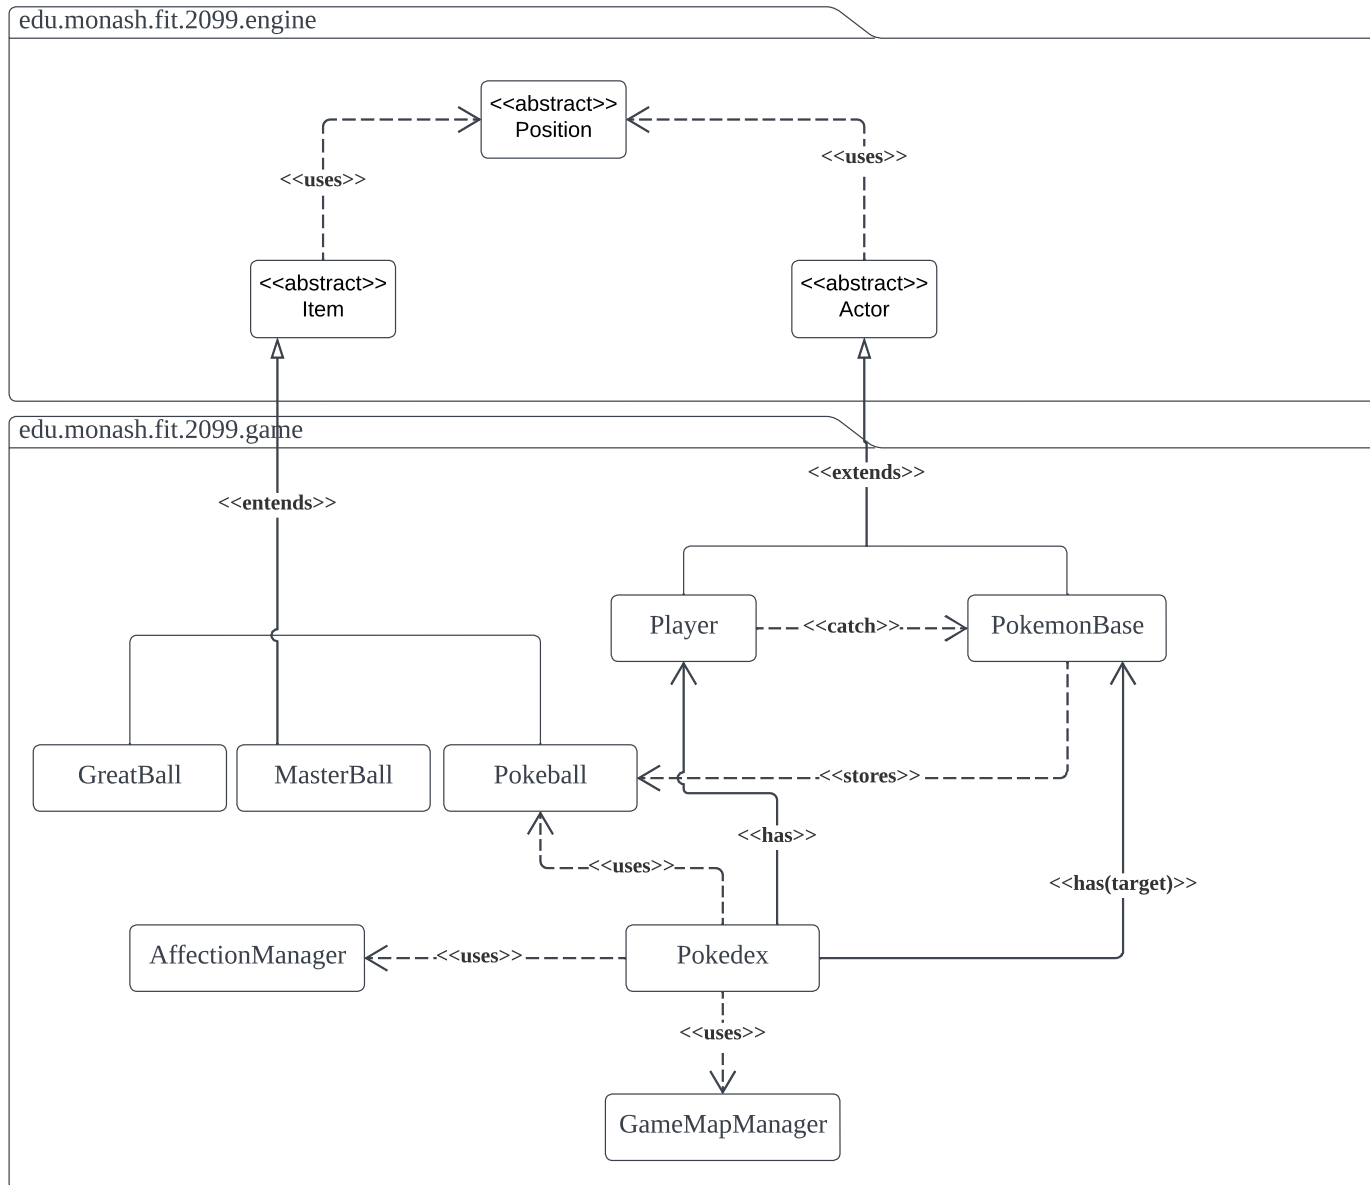 edu.monash.fit.2099.engine
<<abstract>>
Position
<<uses>>
<<uses>>
<<abstract>>
Item
<<abstract>>
Actor
edu.monash.fit.2099.game
<<extends>>
<<entends>>
Player
<<catch>>
PokemonBase
GreatBall
MasterBall
Pokeball
<<stores>>
<<has>>
<<uses>>
<<has(target)>>
AffectionManager
<<uses>>
Pokedex
<<uses>>
GameMapManager